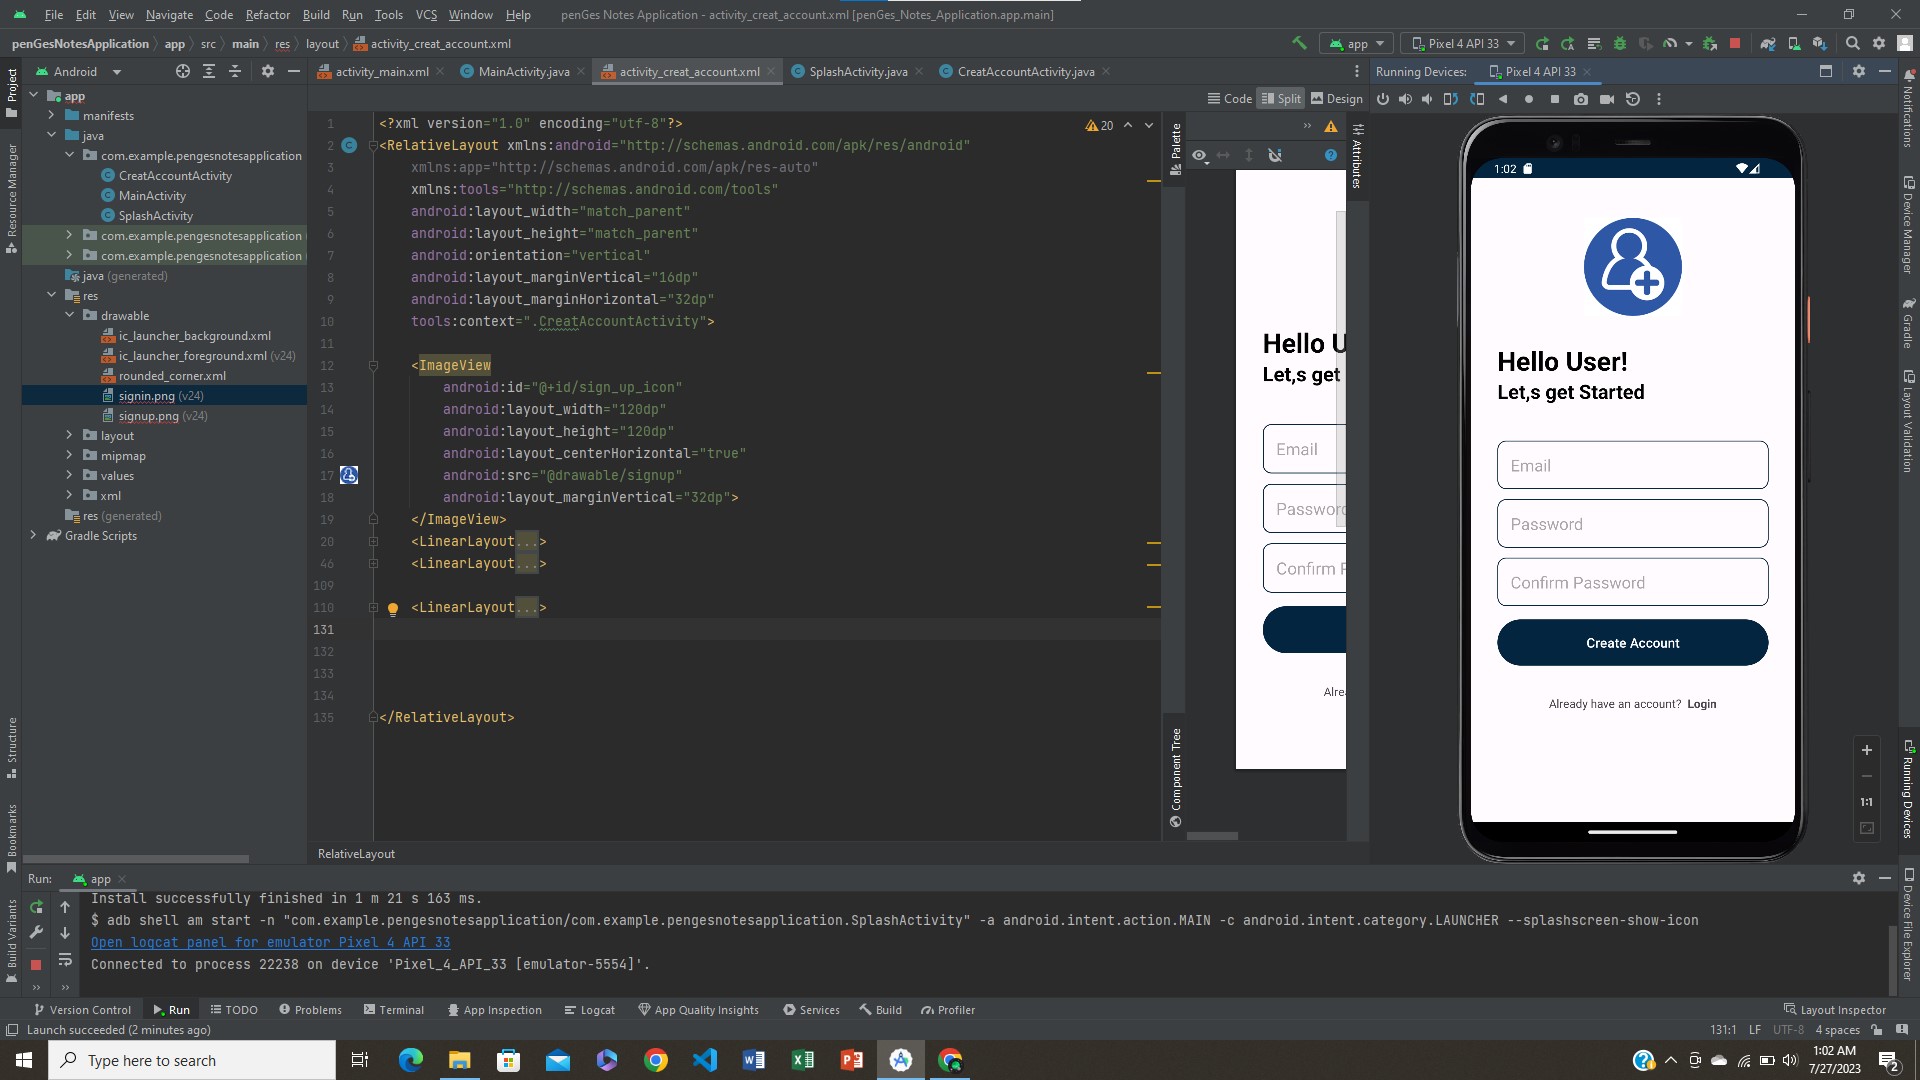 File Edit View Navigate Code Refactor Build Run Tools VCS Window Help penGes Notes Application - activity_creat_account.xml [penGes_Notes_Application.app.main]
penGesNotesApplication app src main res layout activity_creat_account.xml
app Pixel 4 API 33
Project
Android
activity_main.xml MainActivity.java activity_creat_account.xml SplashActivity.java CreatAccountActivity.java
Running Devices: Pixel 4 API 33
Notifications
Code Split Design
app
manifests
java
com.example.pengesnotesapplication
CreatAccountActivity
MainActivity
SplashActivity
com.example.pengesnotesapplication
com.example.pengesnotesapplication
java (generated)
res
drawable
ic_launcher_background.xml
ic_launcher_foreground.xml (v24)
rounded_corner.xml
signin.png (v24)
signup.png (v24)
layout
mipmap
values
xml
res (generated)
Gradle Scripts
Resource Manager
Structure
Bookmarks
Build Variants
1 <?xml version="1.0" encoding="utf-8"?>
2 <RelativeLayout xmlns:android="http://schemas.android.com/apk/res/android"
3 xmlns:app="http://schemas.android.com/apk/res-auto"
4 xmlns:tools="http://schemas.android.com/tools"
5 android:layout_width="match_parent"
6 android:layout_height="match_parent"
7 android:orientation="vertical"
8 android:layout_marginVertical="16dp"
9 android:layout_marginHorizontal="32dp"
10 tools:context=".CreatAccountActivity">
11
12 <ImageView
13 android:id="@+id/sign_up_icon"
14 android:layout_width="120dp"
15 android:layout_height="120dp"
16 android:layout_centerHorizontal="true"
17 android:src="@drawable/signup"
18 android:layout_marginVertical="32dp">
19 </ImageView>
20 <LinearLayout...>
46 <LinearLayout...>
109
110 <LinearLayout...>
131
132
133
134
135 </RelativeLayout>
20
RelativeLayout
Palette
Attributes
Component Tree
Hello U
Let,s get
Email
Password
Confirm P
Alrea
1:02
Hello User!
Let,s get Started
Email
Password
Confirm Password
Create Account
Already have an account? Login
1:1
Device Manager
Gradle
Layout Validation
Running Devices
Device File Explorer
Run: app
Install successfully finished in 1 m 21 s 163 ms.
$ adb shell am start -n "com.example.pengesnotesapplication/com.example.pengesnotesapplication.SplashActivity" -a android.intent.action.MAIN -c android.intent.category.LAUNCHER --splashscreen-show-icon
Open logcat panel for emulator Pixel 4 API 33
Connected to process 22238 on device 'Pixel_4_API_33 [emulator-5554]'.
Version Control Run TODO Problems Terminal App Inspection Logcat App Quality Insights Services Build Profiler Layout Inspector
Launch succeeded (2 minutes ago) 131:1 LF UTF-8 4 spaces
Type here to search
1:02 AM
7/27/2023
2